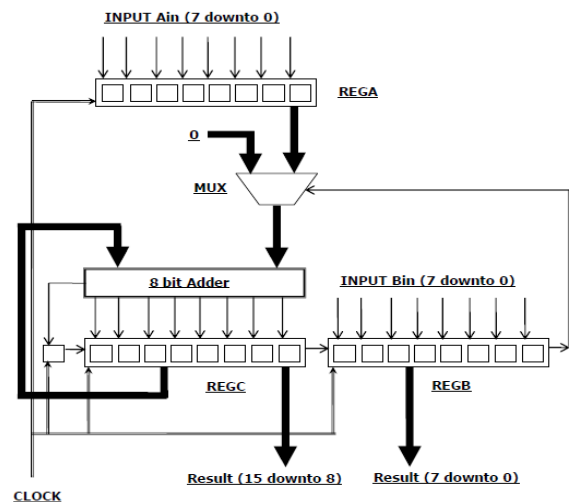 INPUT Ain (7 downto 0)
REGA
0
MUX
8 bit Adder
INPUT Bin (7 downto 0)
REGC
REGB
Result (15 downto 8)
Result (7 downto 0)
CLOCK